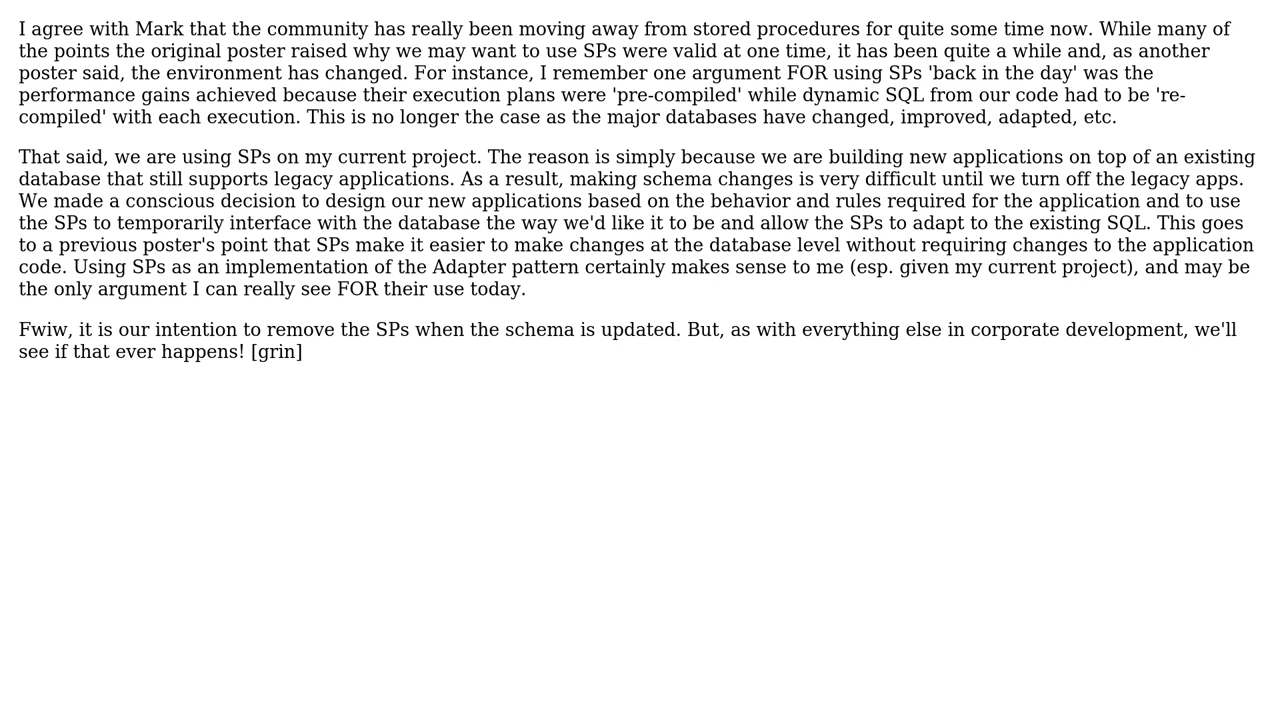 I agree with Mark that the community has really been moving away from stored procedures for quite some time now. While many of
the points the original poster raised why we may want to use SPs were valid at one time, it has been quite a while and, as another
poster said, the environment has changed. For instance, I remember one argument FOR using SPs 'back in the day' was the
performance gains achieved because their execution plans were 'pre-compiled' while dynamic SQL from our code had to be 're-
compiled' with each execution. This is no longer the case as the major databases have changed, improved, adapted, etc.
That said, we are using SPs on my current project. The reason is simply because we are building new applications on top of an existing
database that still supports legacy applications. As a result, making schema changes is very difficult until we turn off the legacy apps.
We made a conscious decision to design our new applications based on the behavior and rules required for the application and to use
the SPs to temporarily interface with the database the way we'd like it to be and allow the SPs to adapt to the existing SQL. This goes
to a previous poster's point that SPs make it easier to make changes at the database level without requiring changes to the application
code. Using SPs as an implementation of the Adapter pattern certainly makes sense to me (esp. given my current project), and may be
the only argument I can really see FOR their use today.
Fwiw, it is our intention to remove the SPs when the schema is updated. But, as with everything else in corporate development, we'll
see if that ever happens! [grin]